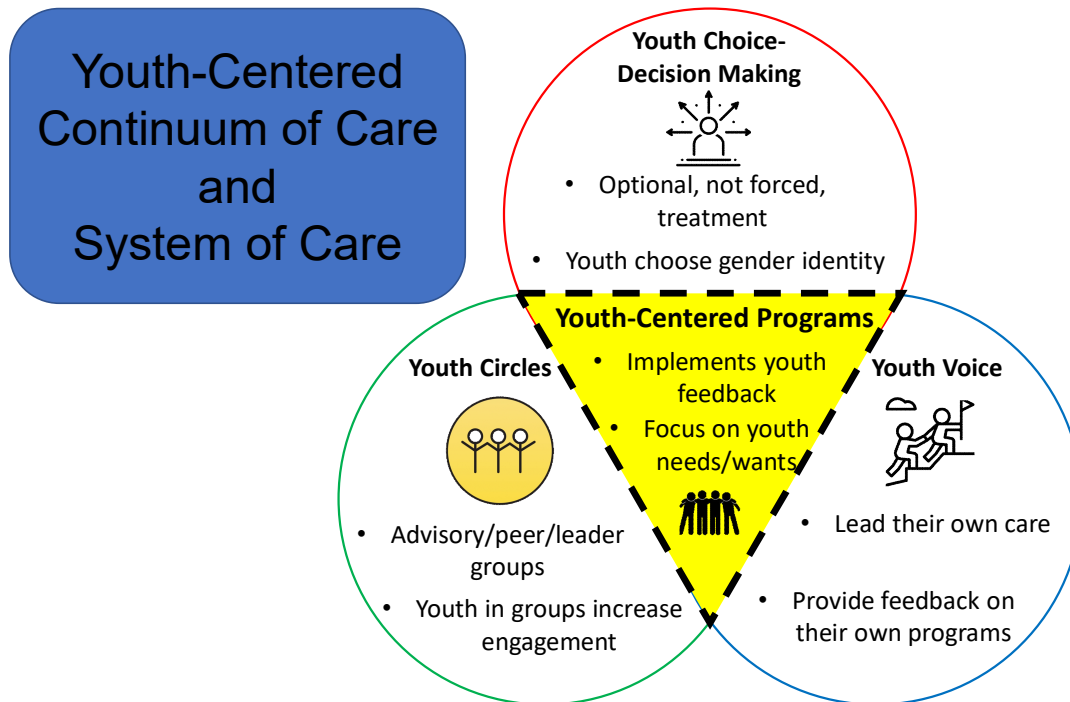 Youth-Centered
Continuum of Care
and
System of Care
Youth Choice-
Decision Making
• Optional, not forced,
treatment
• Youth choose gender identity
Youth-Centered Programs
• Implements youth
feedback
• Focus on youth
needs/wants
Youth Circles
• Advisory/peer/leader
groups
• Youth in groups increase
engagement
Youth Voice
• Lead their own care
• Provide feedback on
their own programs